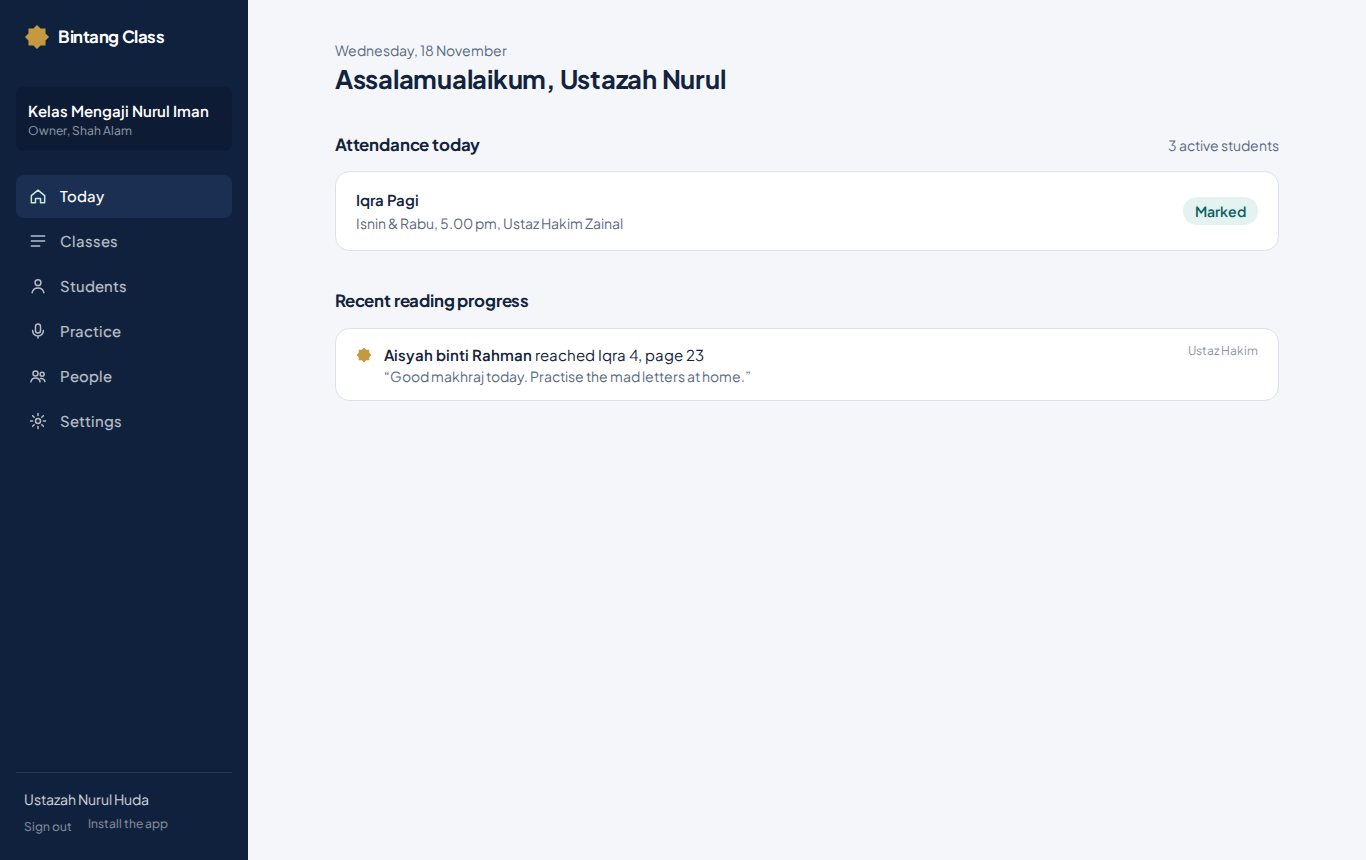 Bintang Class
Kelas Mengaji Nurul Iman
Owner, Shah Alam
Today
Classes
Students
Practice
People
Settings
Ustazah Nurul Huda
Sign out Install the app
Wednesday, 18 November
Assalamualaikum, Ustazah Nurul
Attendance today 3 active students
Iqra Pagi
Isnin & Rabu, 5.00 pm, Ustaz Hakim Zainal
Marked
Recent reading progress
Aisyah binti Rahman reached Iqra 4, page 23
“Good makhraj today. Practise the mad letters at home.”
Ustaz Hakim